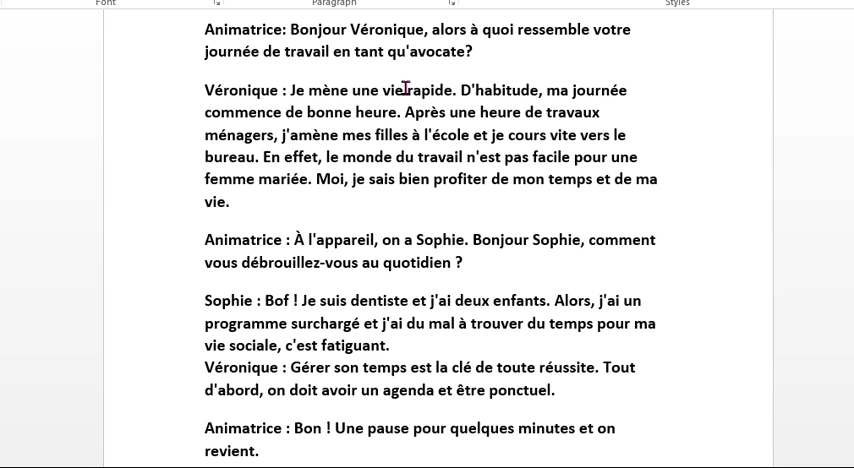 Font
Paragraph
Styles
Animatrice: Bonjour Véronique, alors à quoi ressemble votre
journée de travail en tant qu'avocate?
Véronique : Je mène une vie rapide. D'habitude, ma journée
commence de bonne heure. Après une heure de travaux
ménagers, j'amène mes filles à l'école et je cours vite vers le
bureau. En effet, le monde du travail n'est pas facile pour une
femme mariée. Moi, je sais bien profiter de mon temps et de ma
vie.
Animatrice : À l'appareil, on a Sophie. Bonjour Sophie, comment
vous débrouillez-vous au quotidien ?
Sophie : Bof ! Je suis dentiste et j'ai deux enfants. Alors, j'ai un
programme surchargé et j'ai du mal à trouver du temps pour ma
vie sociale, c'est fatiguant.
Véronique : Gérer son temps est la clé de toute réussite. Tout
d'abord, on doit avoir un agenda et être ponctuel.
Animatrice : Bon ! Une pause pour quelques minutes et on
revient.